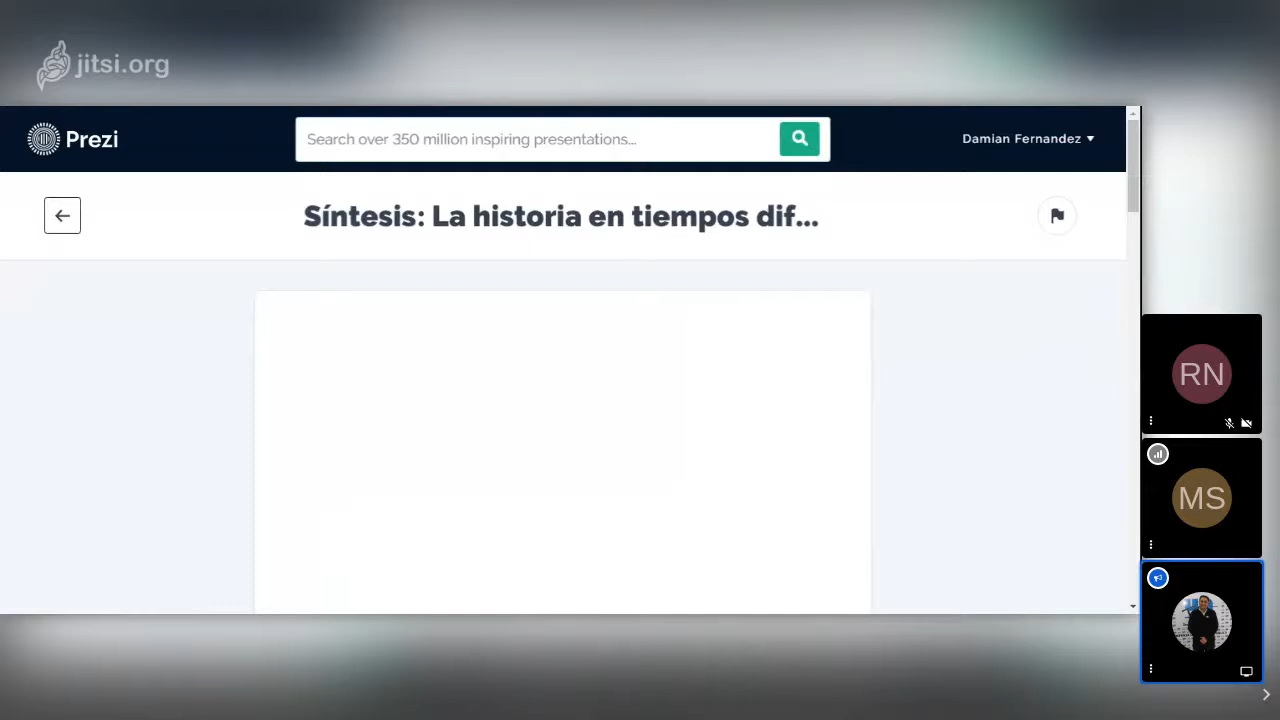 jitsi.org
Prezi
Search over 350 million inspiring presentations...
Damian Fernandez
Síntesis: La historia en tiempos dif...
RN
MS